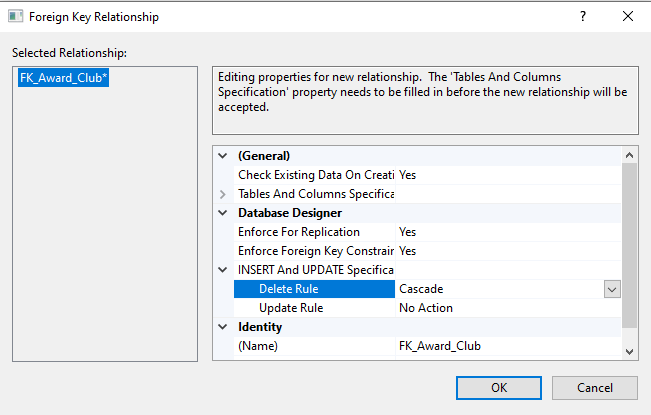 Foreign Key Relationship
Selected Relationship:
FK_Award_Club*
Editing properties for new relationship. The 'Tables And Columns
Specification' property needs to be filled in before the new relationship will be
accepted.
(General)
Check Existing Data On Creati Yes
Tables And Columns Specifica
Database Designer
Enforce For Replication Yes
Enforce Foreign Key Constrain Yes
INSERT And UPDATE Specifica
Delete Rule Cascade
Update Rule No Action
Identity
(Name) FK_Award_Club
OK Cancel